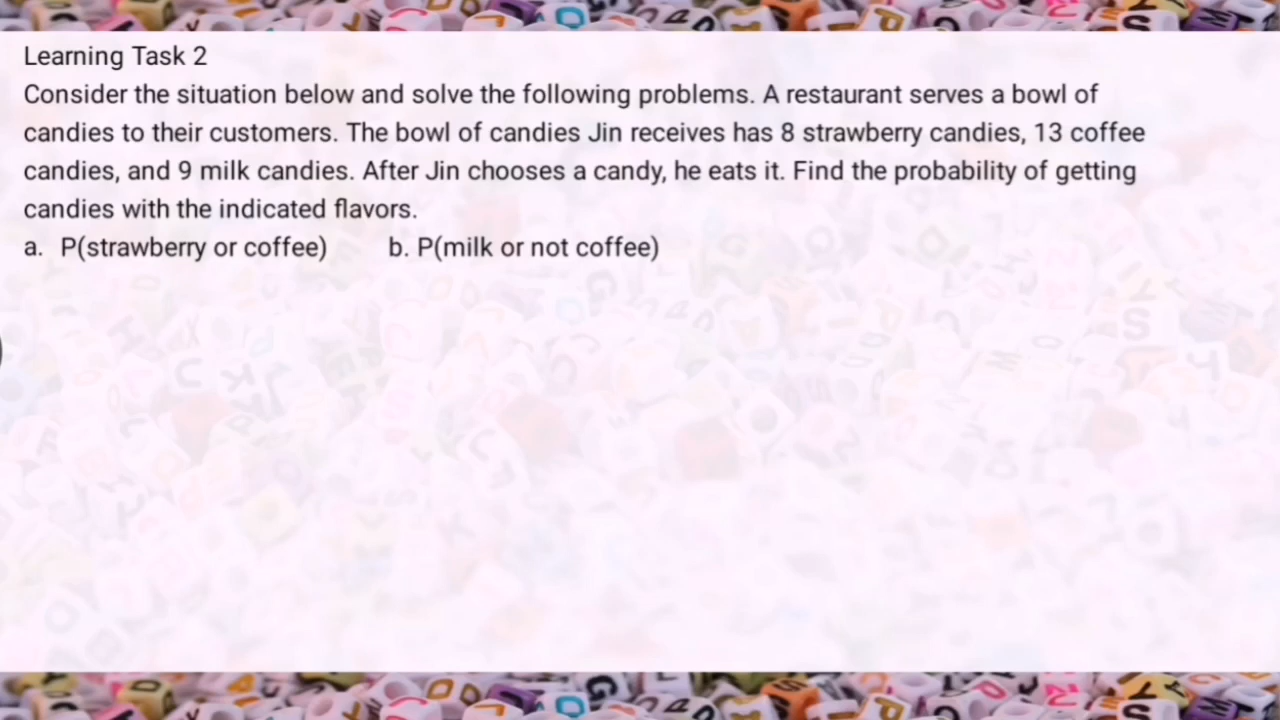 Learning Task 2
Consider the situation below and solve the following problems. A restaurant serves a bowl of
candies to their customers. The bowl of candies Jin receives has 8 strawberry candies, 13 coffee
candies, and 9 milk candies. After Jin chooses a candy, he eats it. Find the probability of getting
candies with the indicated flavors.
a. P(strawberry or coffee) b. P(milk or not coffee)